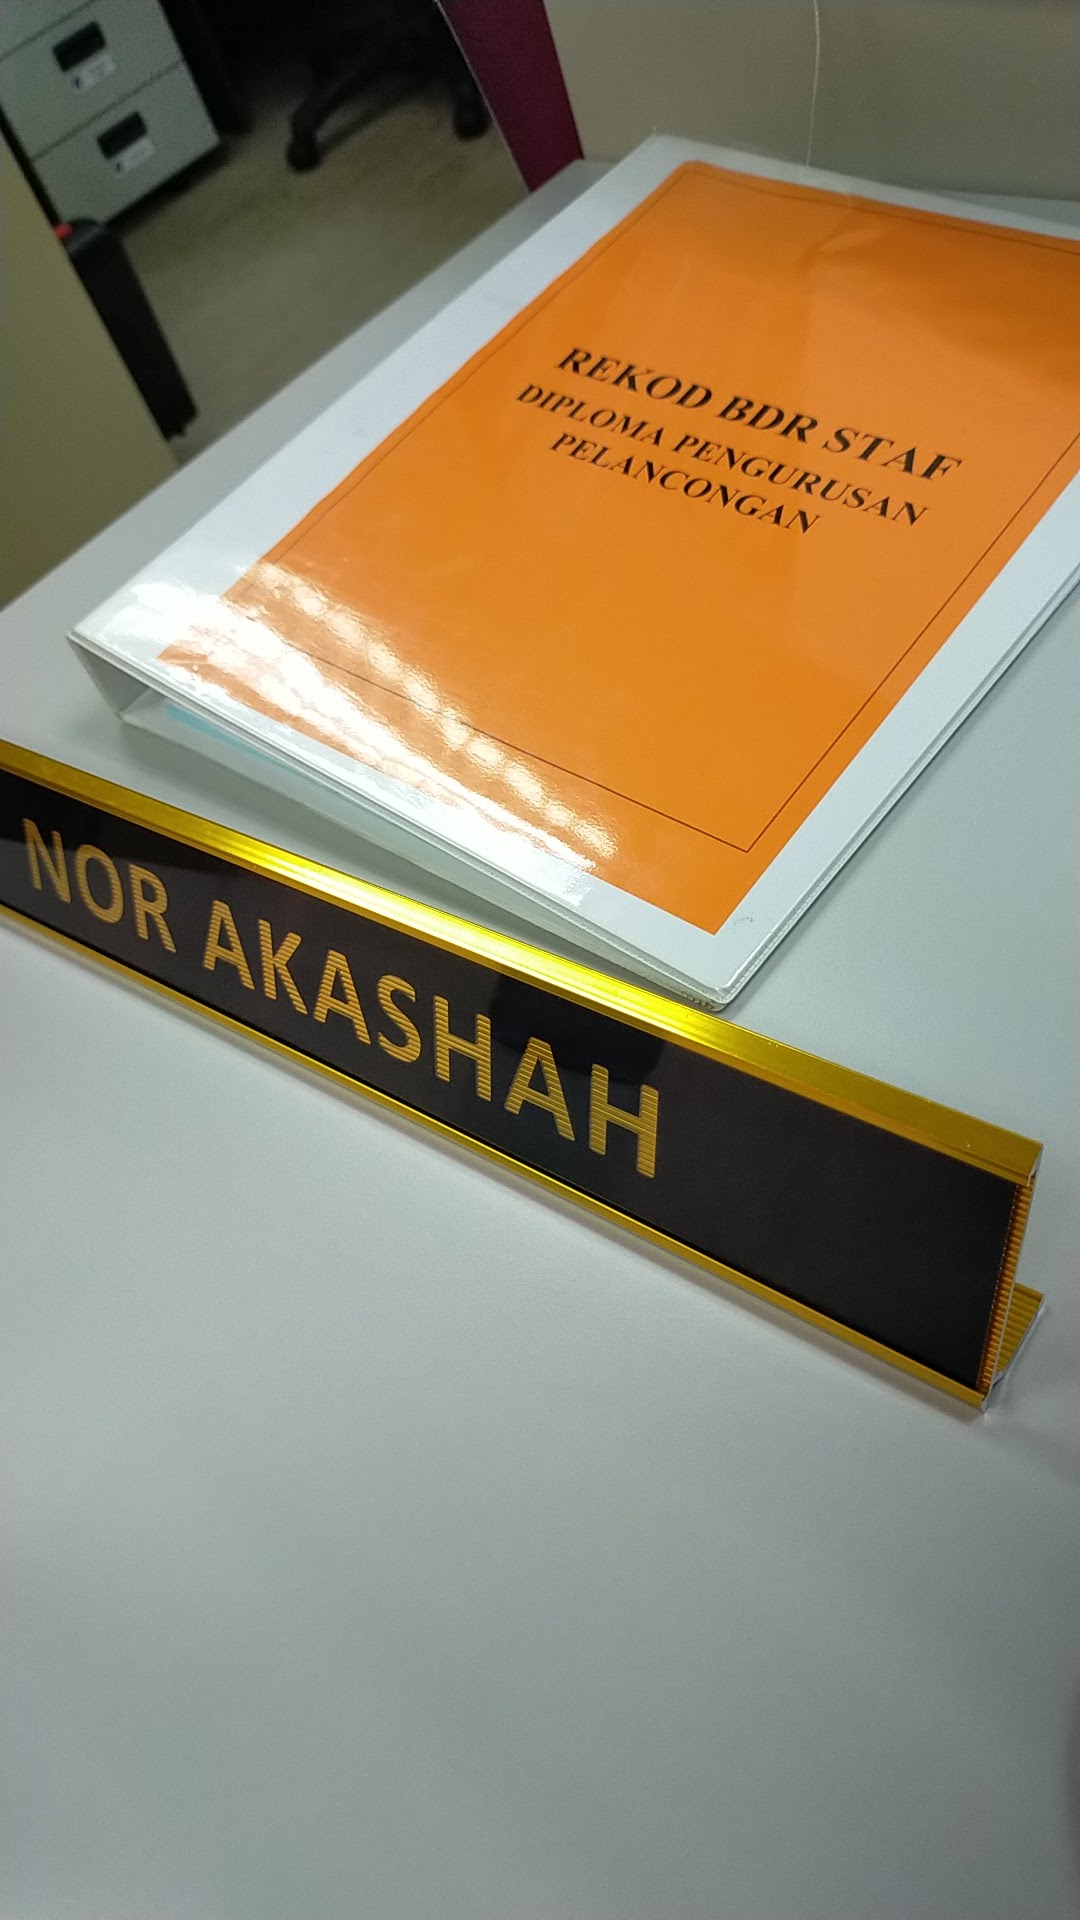 REKOD BDR STAF
DIPLOMA PENGURUSAN
PELANCONGAN
NOR AKASHAH